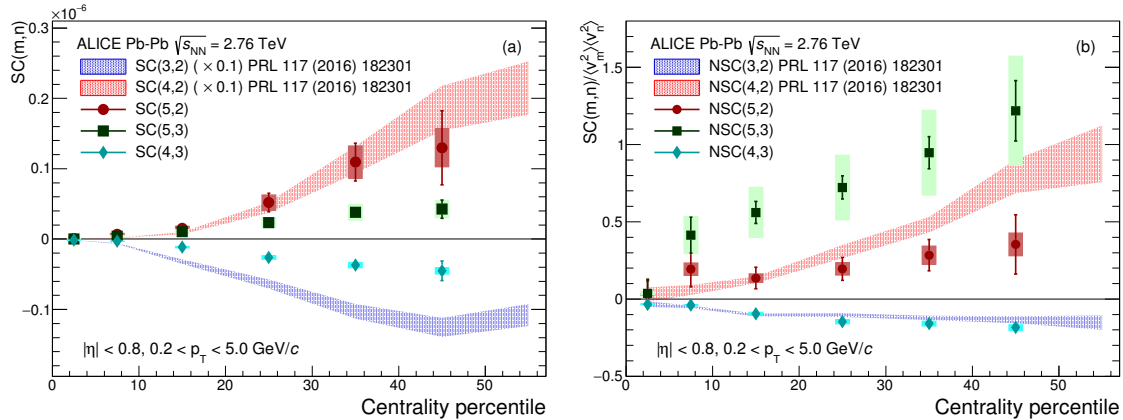 ×10⁻⁶
SC(m,n)
0.3
0.2
0.1
0
−0.1
ALICE Pb-Pb √s_NN = 2.76 TeV
(a)
SC(3,2) ( × 0.1) PRL 117 (2016) 182301
SC(4,2) ( × 0.1) PRL 117 (2016) 182301
SC(5,2)
SC(5,3)
SC(4,3)
|η| < 0.8, 0.2 < p_T < 5.0 GeV/c
0 10 20 30 40 50
Centrality percentile
SC(m,n)/⟨v²_m⟩⟨v²_n⟩
1.5
1
0.5
0
−0.5
ALICE Pb-Pb √s_NN = 2.76 TeV
(b)
NSC(3,2) PRL 117 (2016) 182301
NSC(4,2) PRL 117 (2016) 182301
NSC(5,2)
NSC(5,3)
NSC(4,3)
|η| < 0.8, 0.2 < p_T < 5.0 GeV/c
0 10 20 30 40 50
Centrality percentile